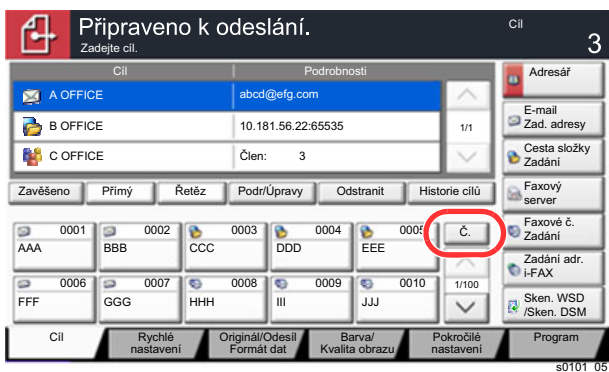 Připraveno k odeslání.
Zadejte cíl.
Cíl
3
Cíl Podrobnosti
A OFFICE abcd@efg.com
B OFFICE 10.181.56.22:65535
C OFFICE Člen: 3
1/1
Zavěšeno Přímý Řetěz Podr/Úpravy Odstranit Historie cílů
0001 0002 0003 0004 0005
AAA BBB CCC DDD EEE
Č.
0006 0007 0008 0009 0010
FFF GGG HHH III JJJ
1/100
Adresář
E-mail
Zad. adresy
Cesta složky
Zadání
Faxový
server
Faxové č.
Zadání
Zadání adr.
i-FAX
Sken. WSD
/Sken. DSM
Cíl
Rychlé
nastavení
Originál/Odesíl
Formát dat
Barva/
Kvalita obrazu
Pokročilé
nastavení
Program
s0101_05